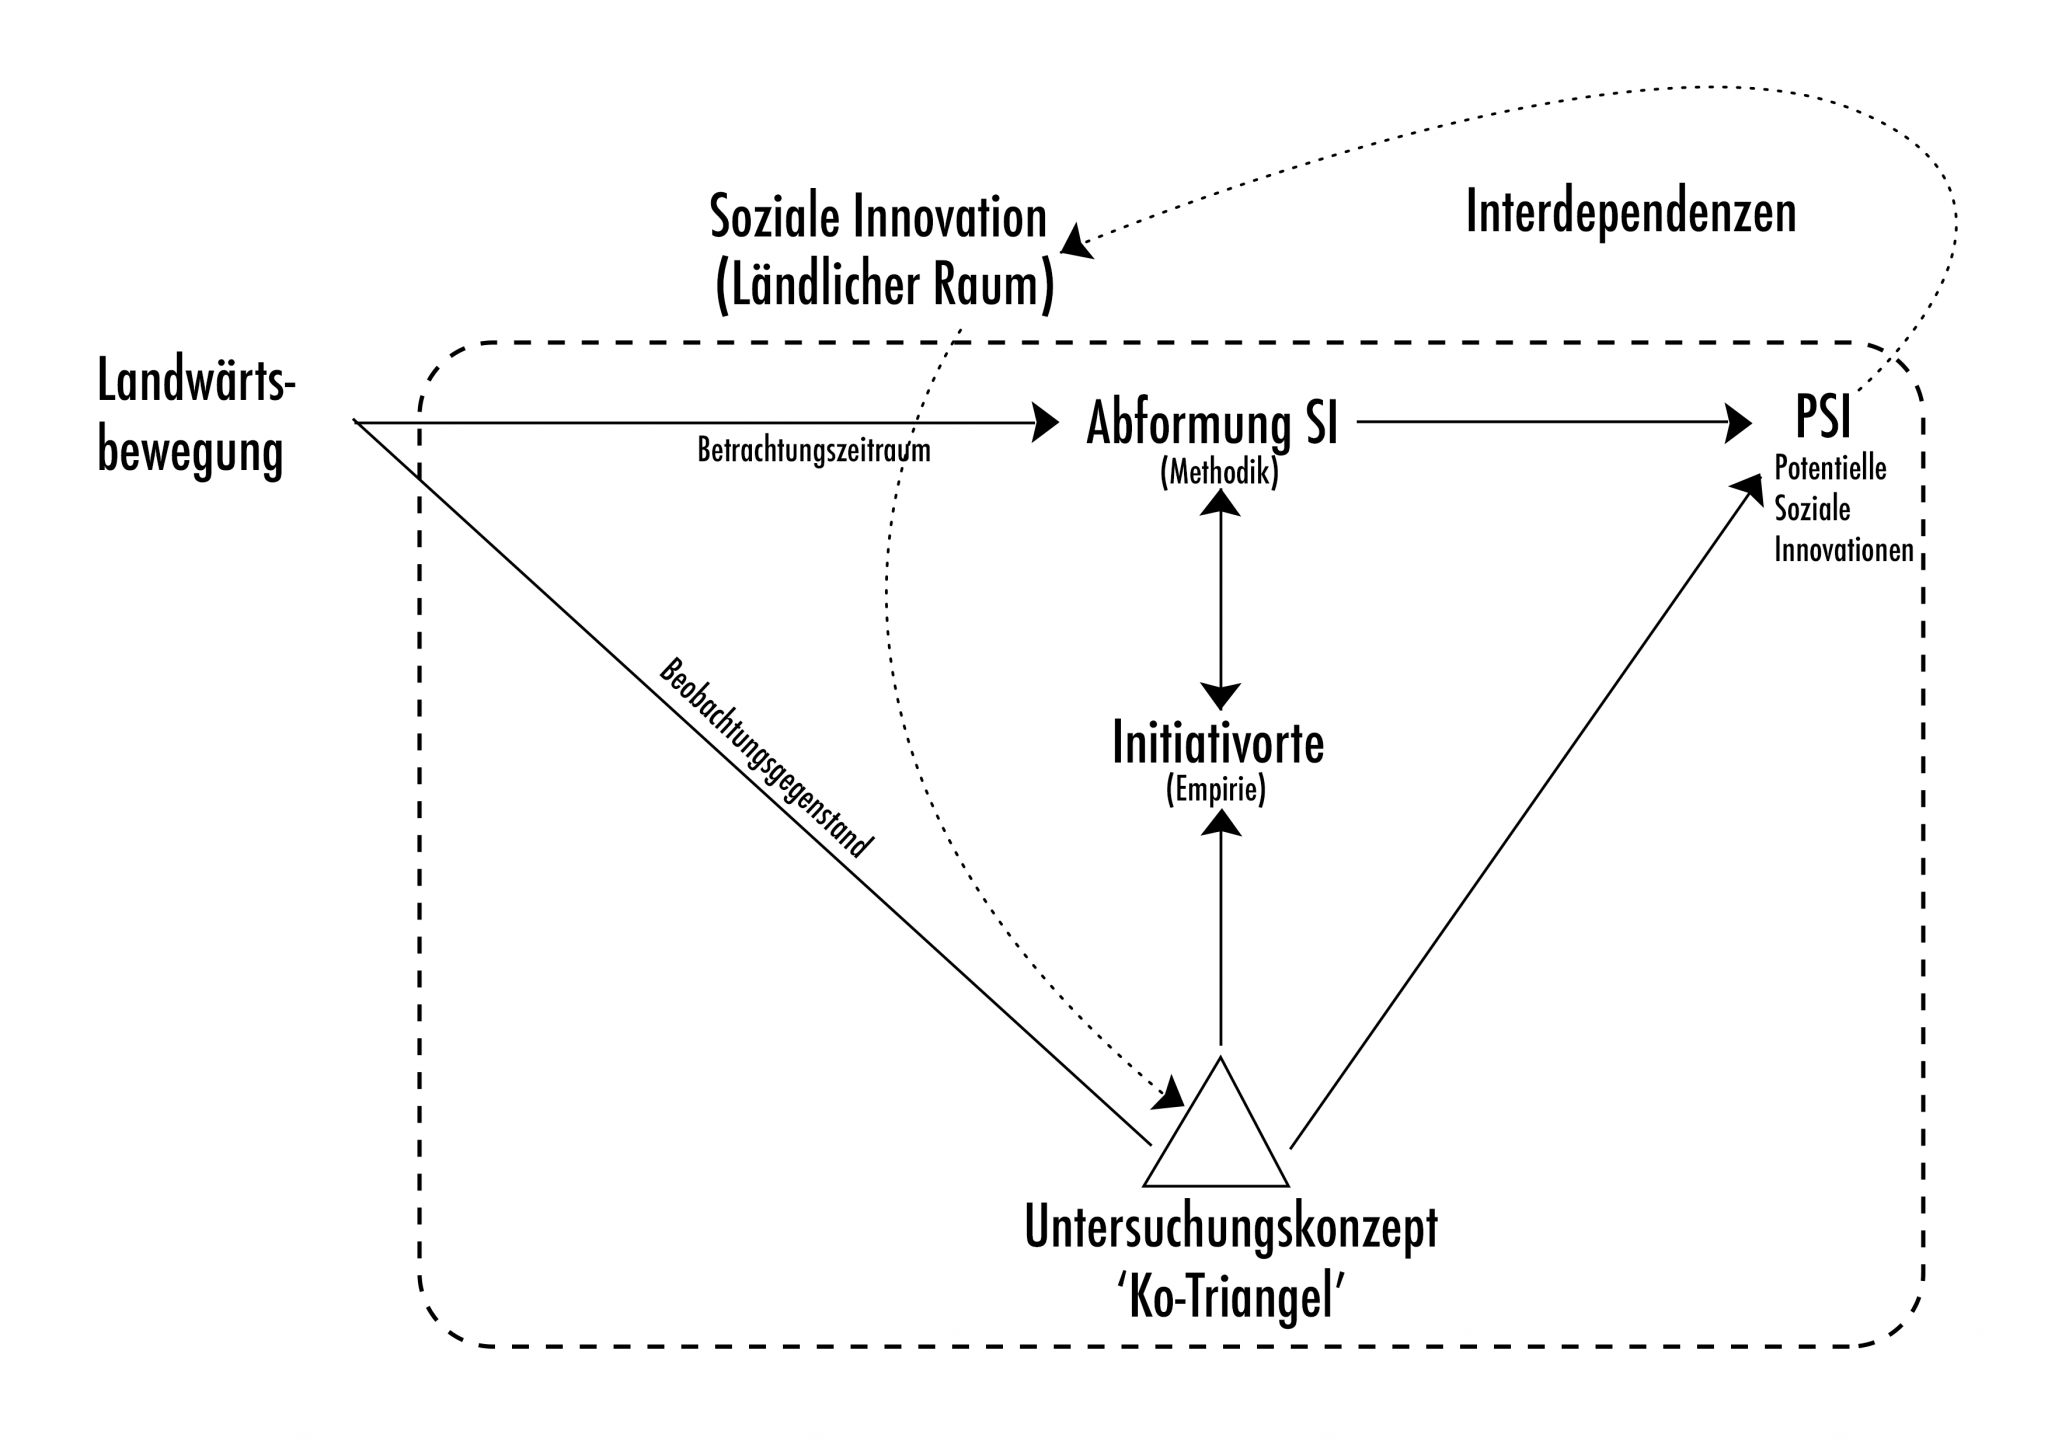 Soziale Innovation
(Ländlicher Raum)
Interdependenzen
Landwärts-
bewegung
Betrachtungszeitraum
Abformung SI
(Methodik)
PSI
Potentielle
Soziale
Innovationen
Beobachtungsgegenstand
Initiativorte
(Empirie)
Untersuchungskonzept
‘Ko-Triangel’